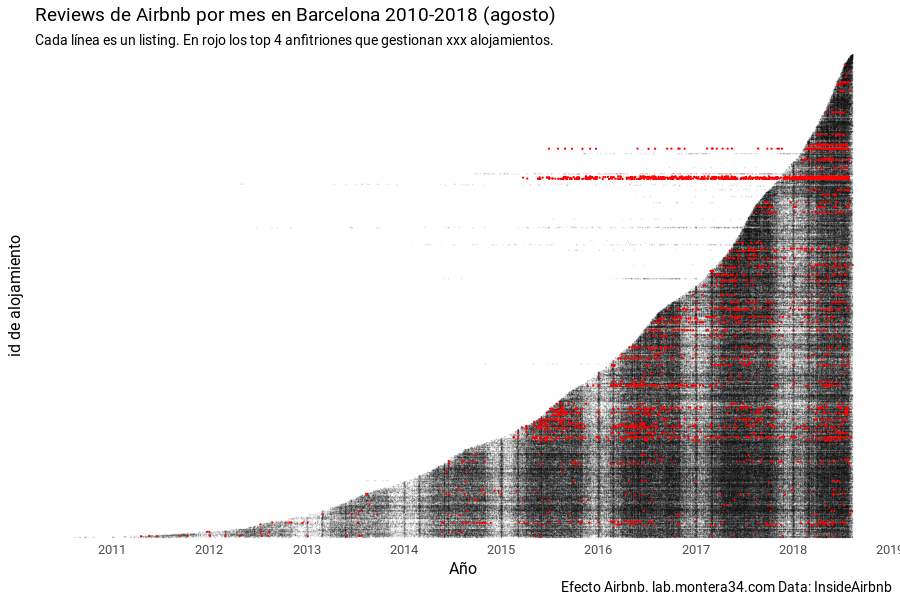 Reviews de Airbnb por mes en Barcelona 2010-2018 (agosto)
Cada línea es un listing. En rojo los top 4 anfitriones que gestionan xxx alojamientos.
id de alojamiento
2011 2012 2013 2014 2015 2016 2017 2018 2019
Año
Efecto Airbnb. lab.montera34.com Data: InsideAirbnb